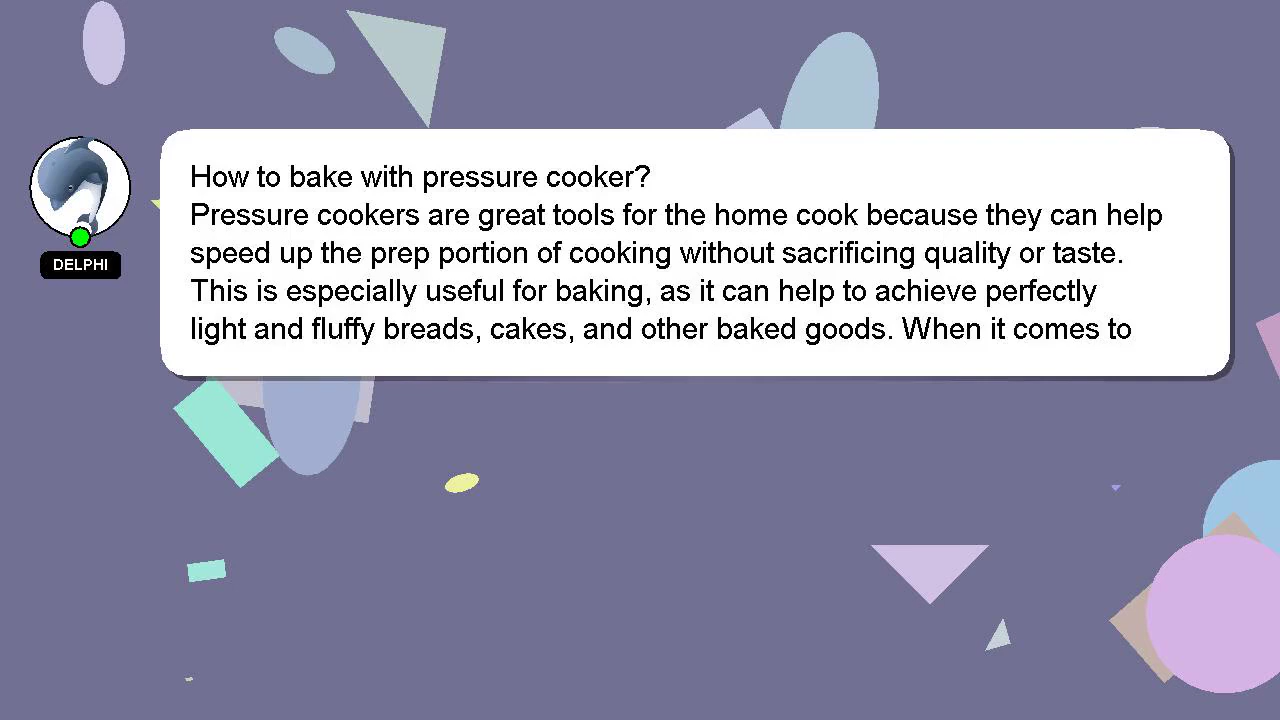 How to bake with pressure cooker?
Pressure cookers are great tools for the home cook because they can help
speed up the prep portion of cooking without sacrificing quality or taste.
This is especially useful for baking, as it can help to achieve perfectly
light and fluffy breads, cakes, and other baked goods. When it comes to
DELPHI